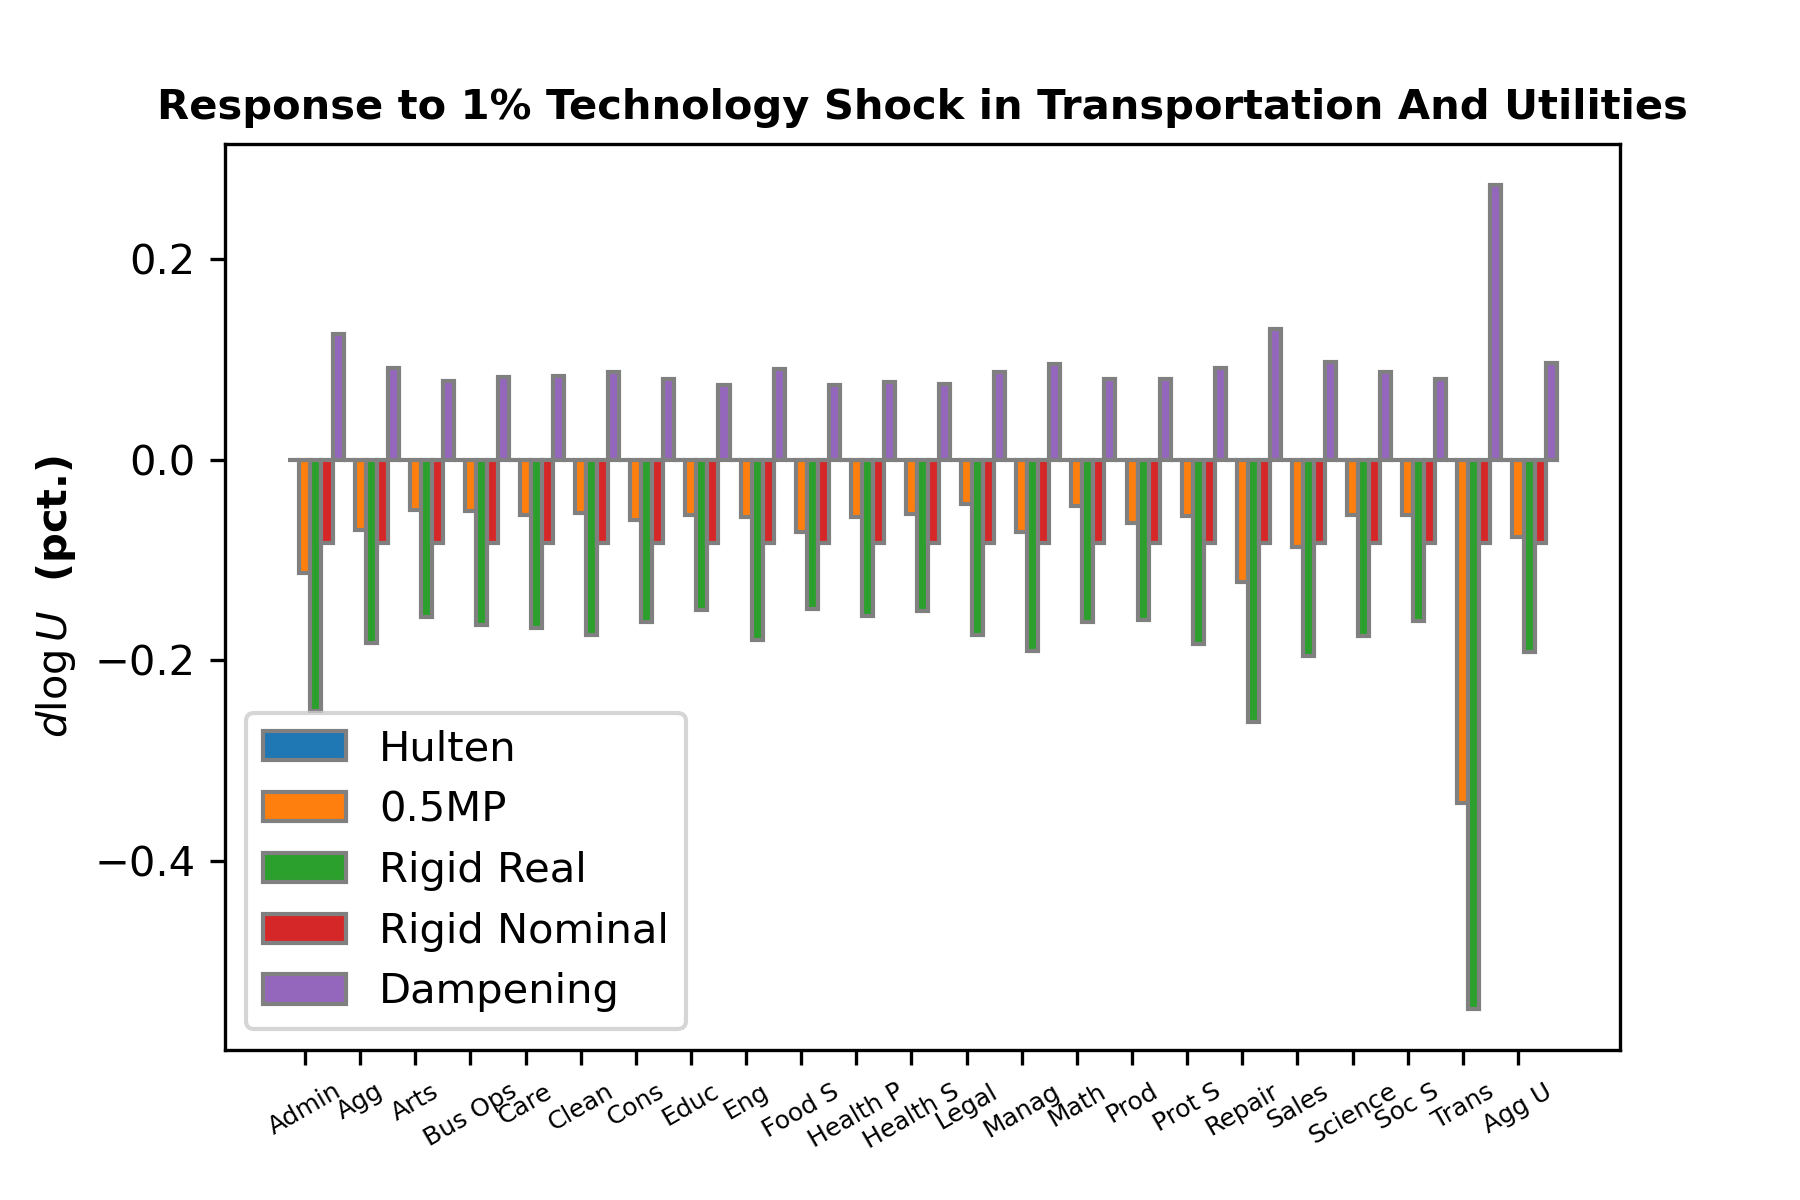 Response to 1% Technology Shock in Transportation And Utilities
dlog U (pct.)
0.2
0.0
−0.2
−0.4
Hulten
0.5MP
Rigid Real
Rigid Nominal
Dampening
Admin
Agg
Arts
Bus Ops
Care
Clean
Cons
Educ
Eng
Food S
Health P
Health S
Legal
Manag
Math
Prod
Prot S
Repair
Sales
Science
Soc S
Trans
Agg U